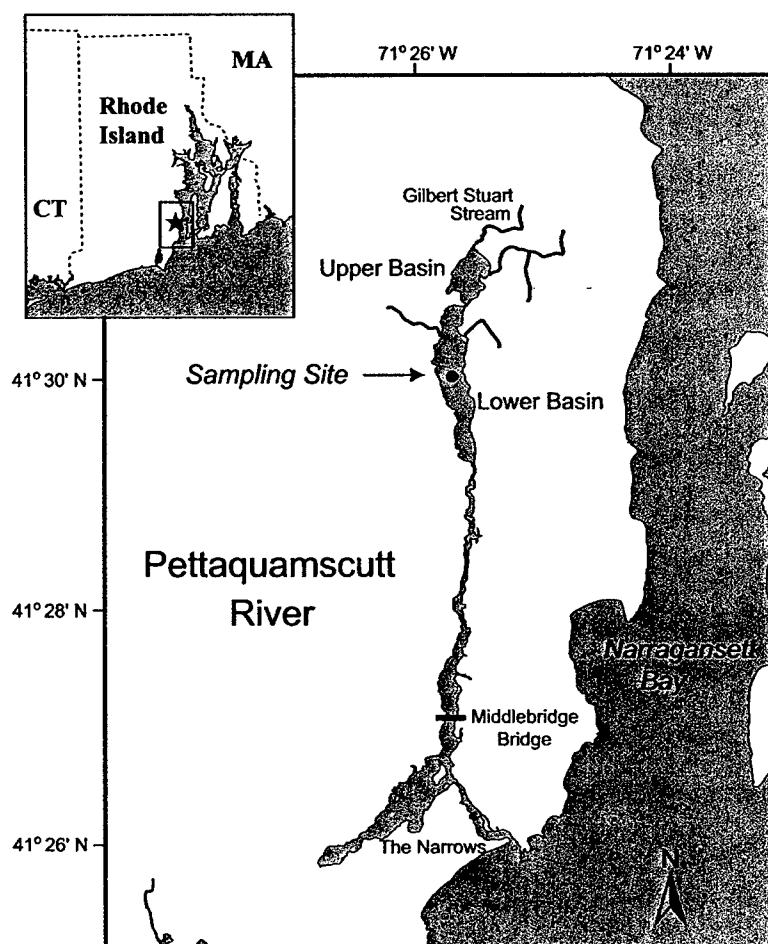 71° 26' W
71° 24' W
MA
Rhode
Island
CT
Gilbert Stuart
Stream
Upper Basin
41° 30' N
Sampling Site
Lower Basin
Pettaquamscutt
River
41° 28' N
Narragansett
Bay
Middlebridge
Bridge
41° 26' N
The Narrows
N